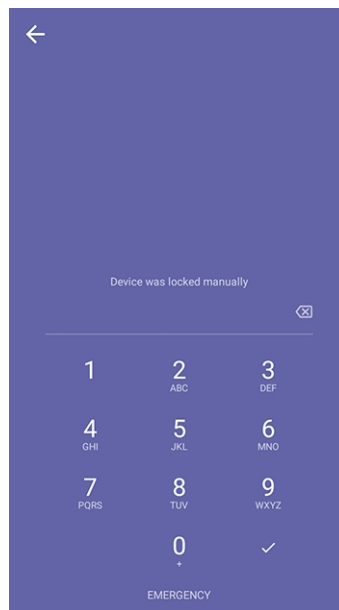 Device was locked manually
1 2 3
ABC DEF
4 5 6
GHI JKL MNO
7 8 9
PQRS TUV WXYZ
0
+
EMERGENCY